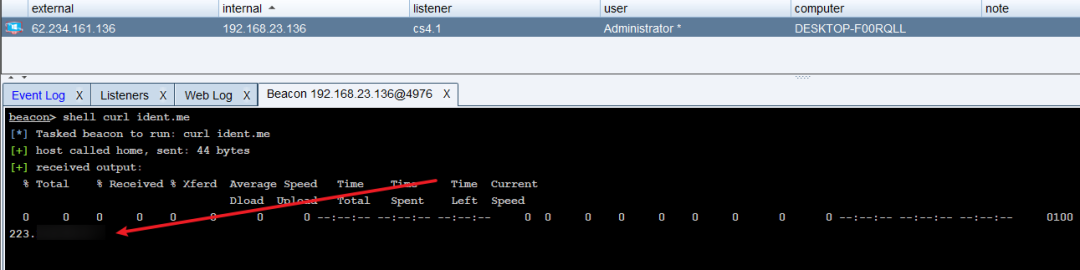 external internal listener user computer note
62.234.161.136 192.168.23.136 cs4.1 Administrator * DESKTOP-F00RQLL
Event Log X Listeners X Web Log X Beacon 192.168.23.136@4976 X
beacon> shell curl ident.me
[*] Tasked beacon to run: curl ident.me
[+] host called home, sent: 44 bytes
[+] received output:
% Total % Received % Xferd Average Speed Time Time Time Current
Dload Upload Total Spent Left Speed
0 0 0 0 0 0 0 0 --:--:-- --:--:-- --:--:-- 0 0 0 0 0 0 0 0 0 --:--:-- --:--:-- --:--:-- 0100
223.